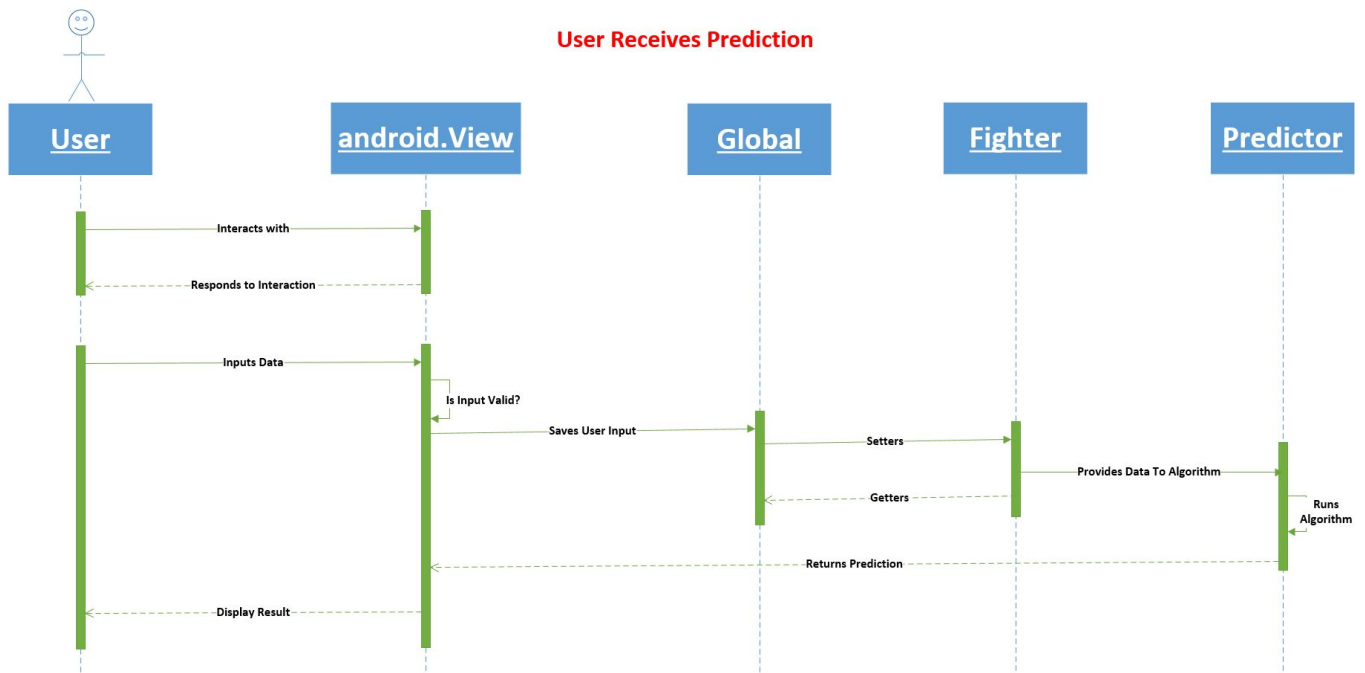 User Receives Prediction
User
android.View
Global
Fighter
Predictor
Interacts with
Responds to Interaction
Inputs Data
Is Input Valid?
Saves User Input
Setters
Provides Data To Algorithm
Getters
Runs
Algorithm
Returns Prediction
Display Result